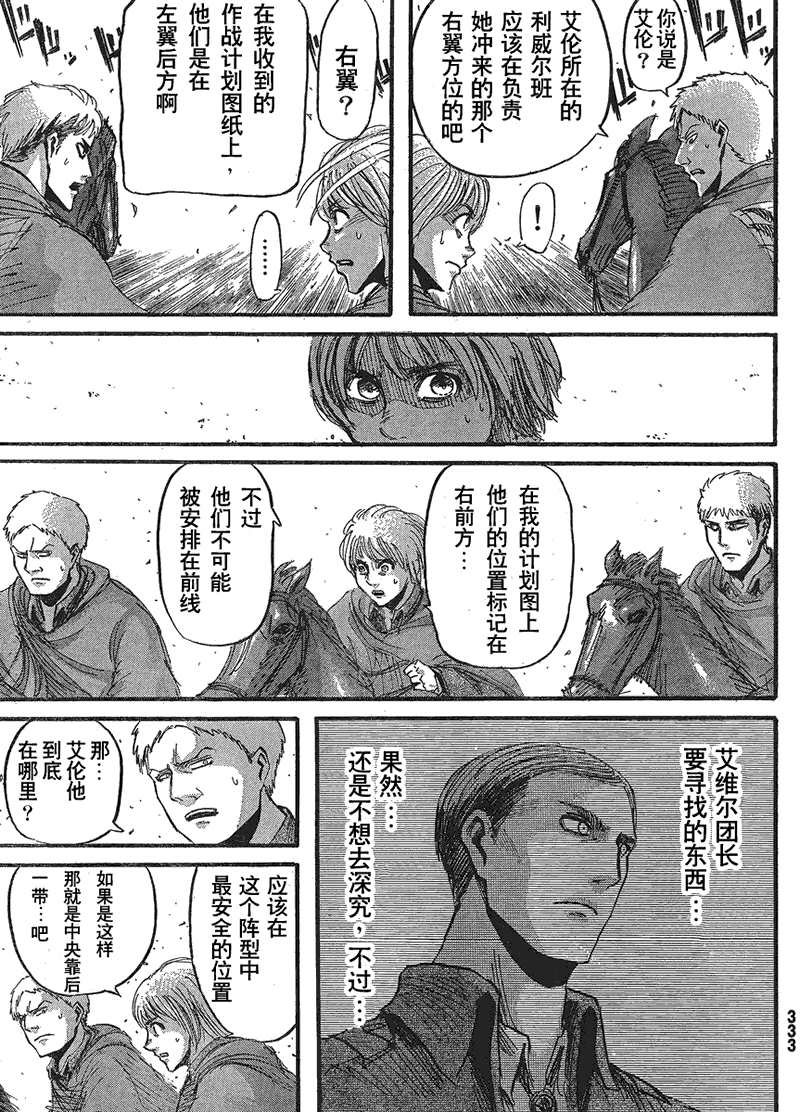 你说是
艾伦？
艾伦所在的
利威尔班
应该在负责
她冲来的那个
右翼方位的吧
！
右翼？
在我收到的
作战计划图纸上，
他们是在
左翼后方啊
……
在我的计划图上
他们的位置标记在
右前方…
不过
他们不可能
被安排在前线
艾维尔团长
要寻找的东西…
果然…
还是不想去深究，不过…
那…
艾伦他
到底
在哪里？
应该在
这个阵型中
最安全的位置
如果是这样
那就是中央靠后
一带…吧
333